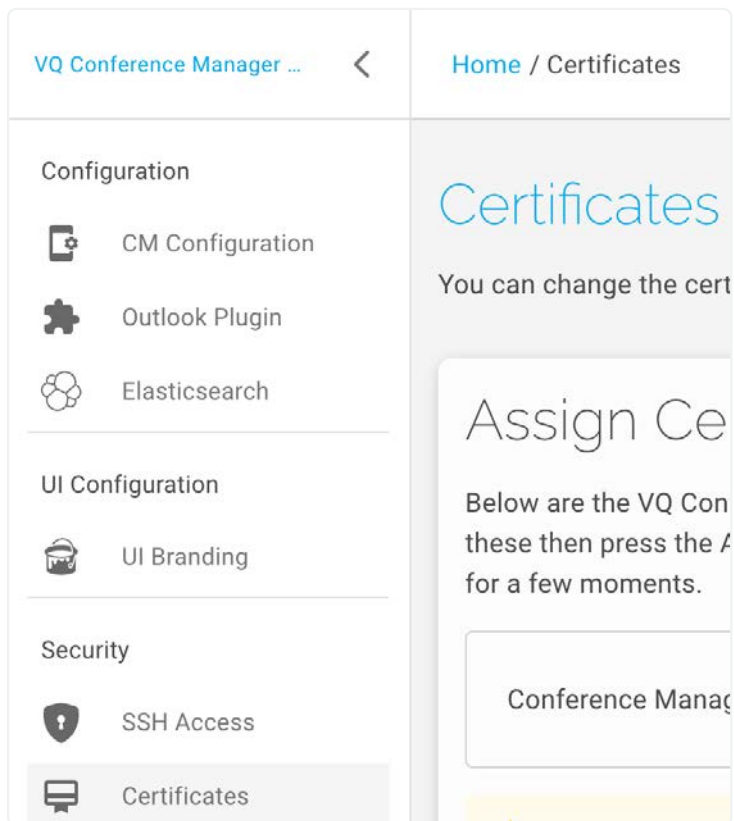 VQ Conference Manager ...
Configuration
CM Configuration
Outlook Plugin
Elasticsearch
UI Configuration
UI Branding
Security
SSH Access
Certificates
Home / Certificates
Certificates
You can change the cert
Assign Ce
Below are the VQ Con
these then press the A
for a few moments.
Conference Manag